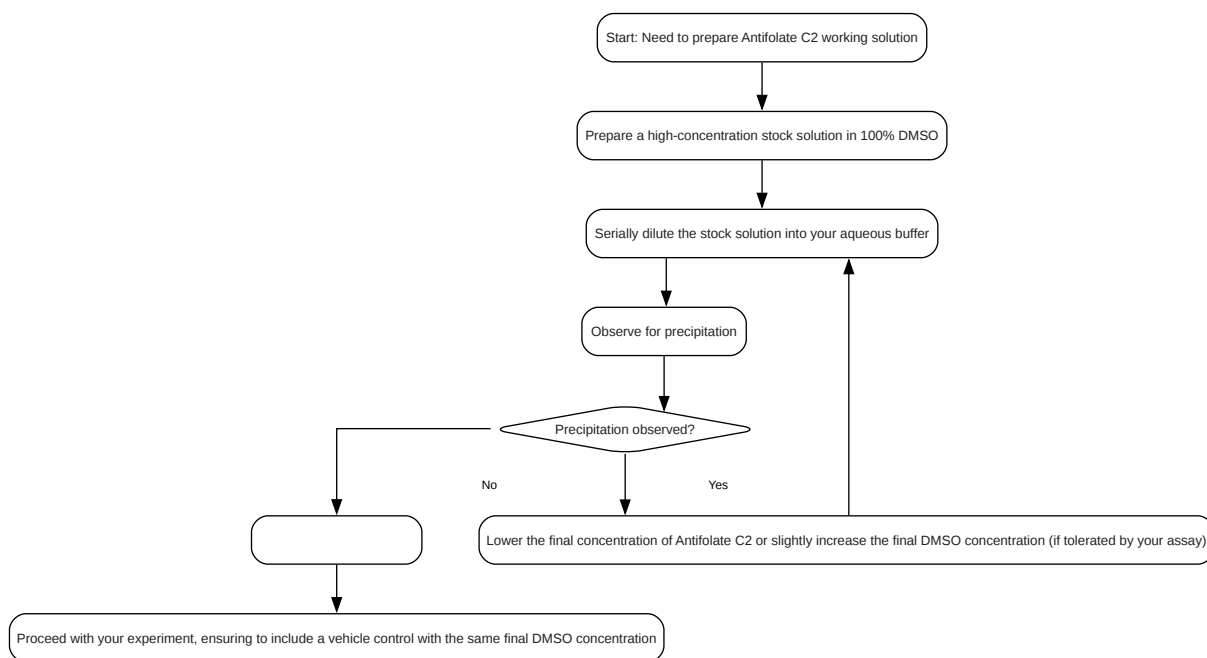 Start: Need to prepare Antifolate C2 working solution
Prepare a high-concentration stock solution in 100% DMSO
Serially dilute the stock solution into your aqueous buffer
Observe for precipitation
Precipitation observed?
No
Yes
Lower the final concentration of Antifolate C2 or slightly increase the final DMSO concentration (if tolerated by your assay)
Proceed with your experiment, ensuring to include a vehicle control with the same final DMSO concentration